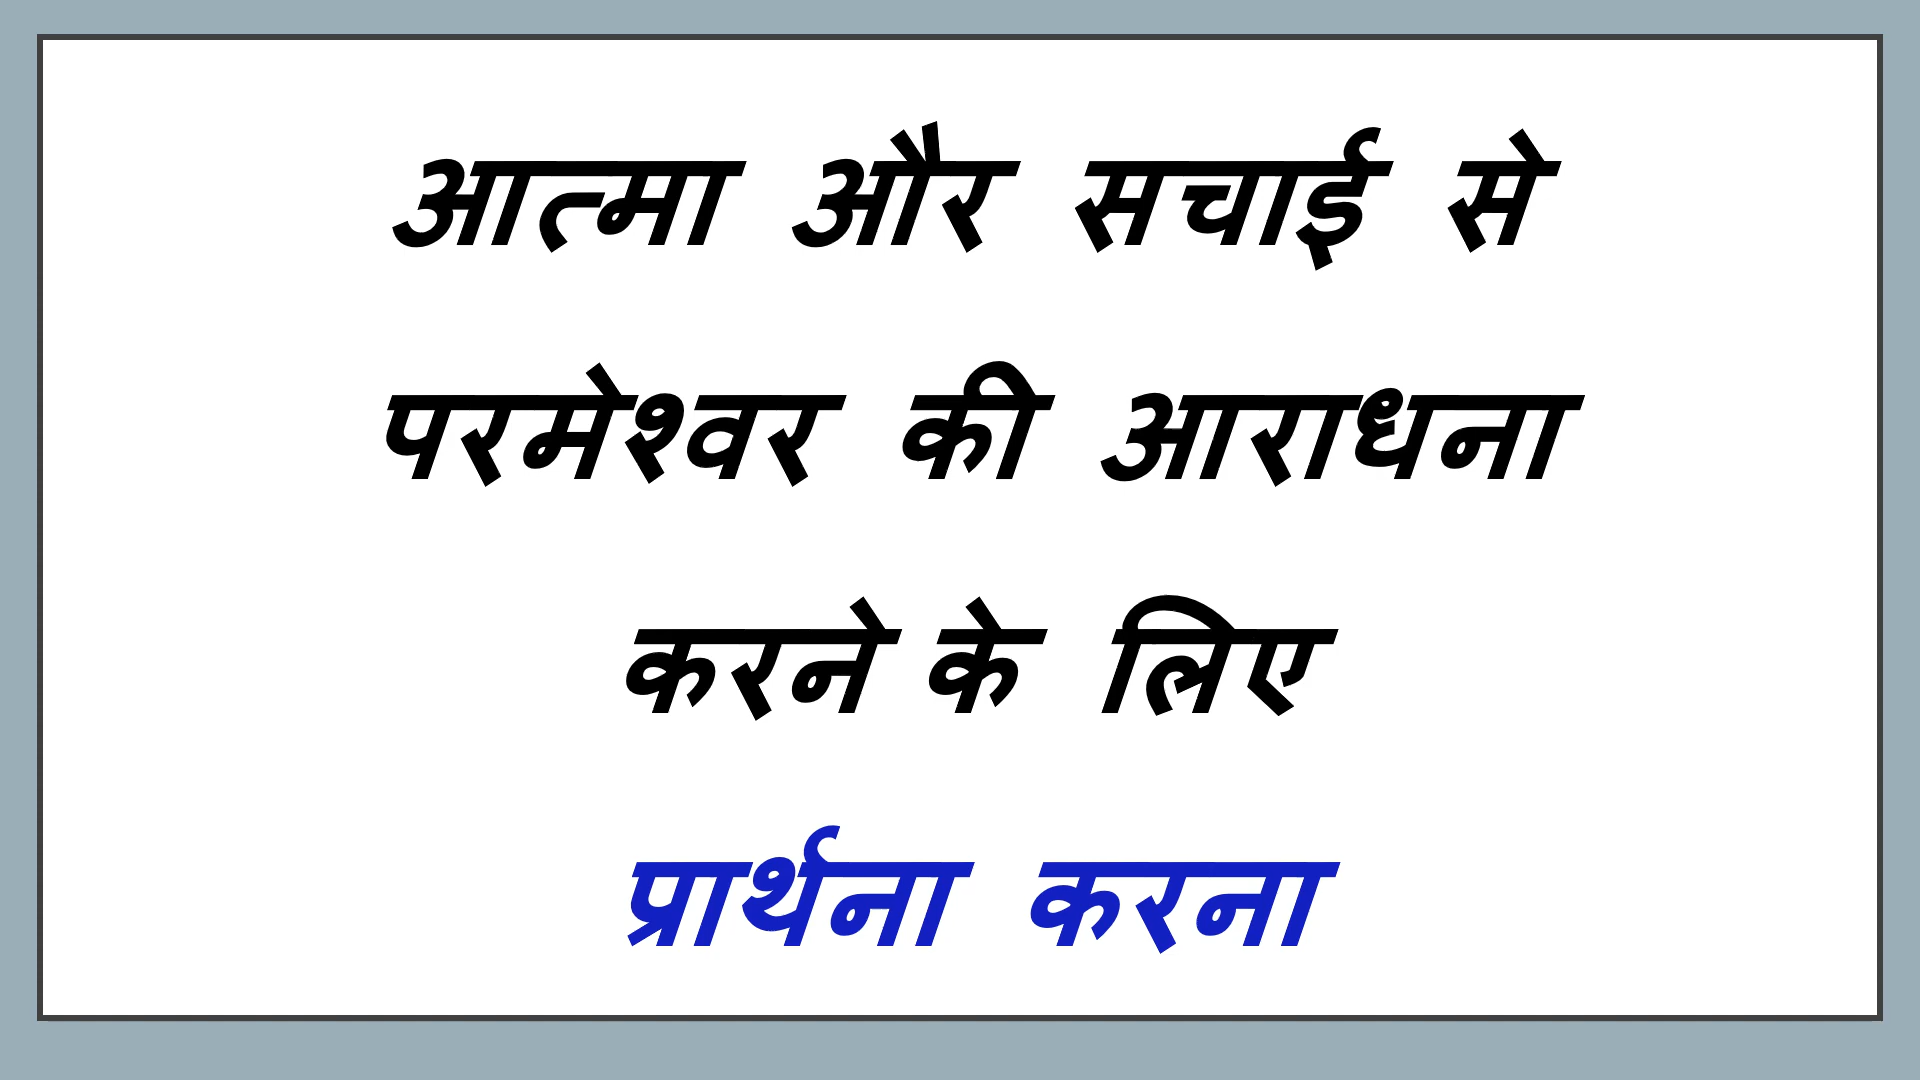 आत्मा और सचाई से
परमेश्वर की आराधना
करने के लिए
प्रार्थना करना